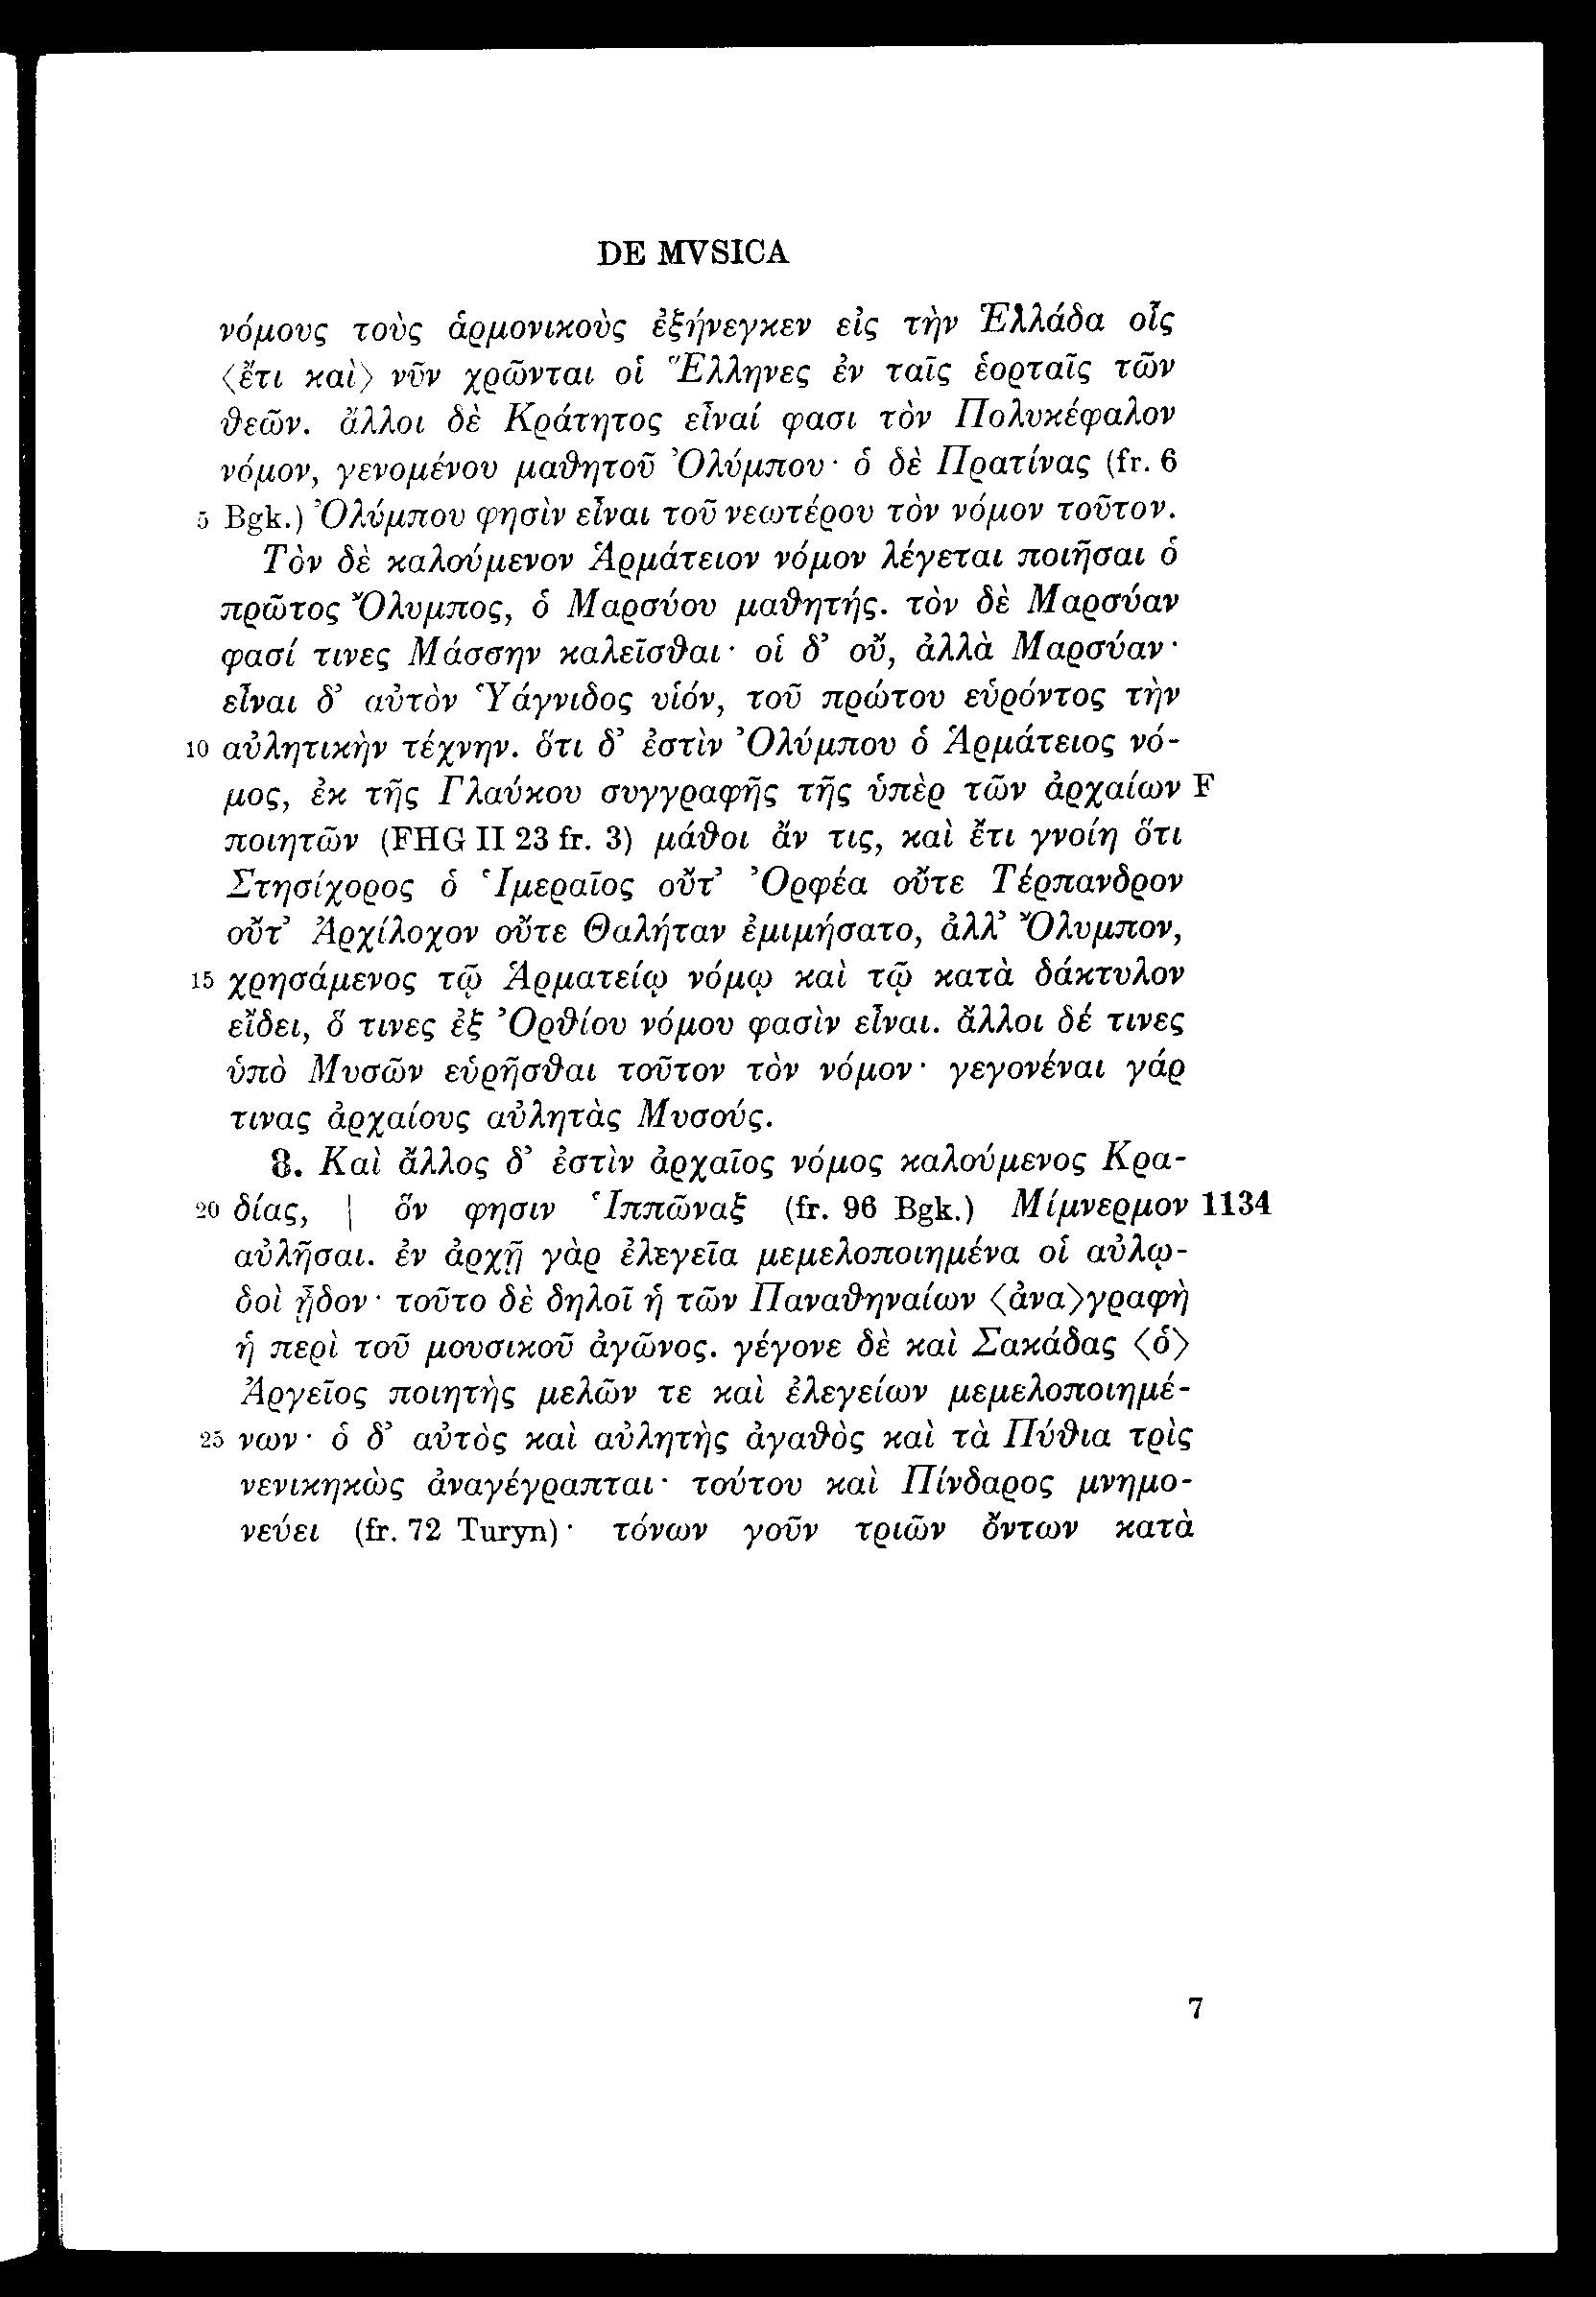 DE MVSICA
νόμους τοὺς ἁρμονικοὺς ἐξήνεγκεν εἰς τὴν Ἑλλάδα οἷς
⟨ἔτι καὶ⟩ νῦν χρῶνται οἱ Ἕλληνες ἐν ταῖς ἑορταῖς τῶν
θεῶν. ἄλλοι δὲ Κράτητος εἶναί φασι τὸν Πολυκέφαλον
νόμον, γενομένου μαθητοῦ Ὀλύμπου· ὁ δὲ Πρατίνας (fr. 6
5 Bgk.) Ὀλύμπου φησὶν εἶναι τοῦ νεωτέρου τὸν νόμον τοῦτον.
Τὸν δὲ καλούμενον Ἁρμάτειον νόμον λέγεται ποιῆσαι ὁ
πρῶτος Ὄλυμπος, ὁ Μαρσύου μαθητής. τὸν δὲ Μαρσύαν
φασί τινες Μάσσην καλεῖσθαι· οἱ δ’ οὔ, ἀλλὰ Μαρσύαν·
εἶναι δ’ αὐτὸν Ὑάγνιδος υἱόν, τοῦ πρώτου εὑρόντος τὴν
10 αὐλητικὴν τέχνην. ὅτι δ’ ἐστὶν Ὀλύμπου ὁ Ἁρμάτειος νό-
μος, ἐκ τῆς Γλαύκου συγγραφῆς τῆς ὑπὲρ τῶν ἀρχαίων F
ποιητῶν (FHG II 23 fr. 3) μάθοι ἄν τις, καὶ ἔτι γνοίη ὅτι
Στησίχορος ὁ Ἱμεραῖος οὔτ’ Ὀρφέα οὔτε Τέρπανδρον
οὔτ’ Ἀρχίλοχον οὔτε Θαλήταν ἐμιμήσατο, ἀλλ’ Ὄλυμπον,
15 χρησάμενος τῷ Ἁρματείῳ νόμῳ καὶ τῷ κατὰ δάκτυλον
εἴδει, ὅ τινες ἐξ Ὀρθίου νόμου φασὶν εἶναι. ἄλλοι δέ τινες
ὑπὸ Μυσῶν εὑρῆσθαι τοῦτον τὸν νόμον· γεγονέναι γάρ
τινας ἀρχαίους αὐλητὰς Μυσούς.
8. Καὶ ἄλλος δ’ ἐστὶν ἀρχαῖος νόμος καλούμενος Κρα-
20 δίας, | ὅν φησιν Ἱππῶναξ (fr. 96 Bgk.) Μίμνερμον 1134
αὐλῆσαι. ἐν ἀρχῇ γὰρ ἐλεγεῖα μεμελοποιημένα οἱ αὐλῳ-
δοὶ ᾖδον· τοῦτο δὲ δηλοῖ ἡ τῶν Παναθηναίων ⟨ἀνα⟩γραφὴ
ἡ περὶ τοῦ μουσικοῦ ἀγῶνος. γέγονε δὲ καὶ Σακάδας ⟨ὁ⟩
Ἀργεῖος ποιητὴς μελῶν τε καὶ ἐλεγείων μεμελοποιημέ-
25 νων· ὁ δ’ αὐτὸς καὶ αὐλητὴς ἀγαθὸς καὶ τὰ Πύθια τρὶς
νενικηκὼς ἀναγέγραπται· τούτου καὶ Πίνδαρος μνημο-
νεύει (fr. 72 Turyn)· τόνων γοῦν τριῶν ὄντων κατὰ
7